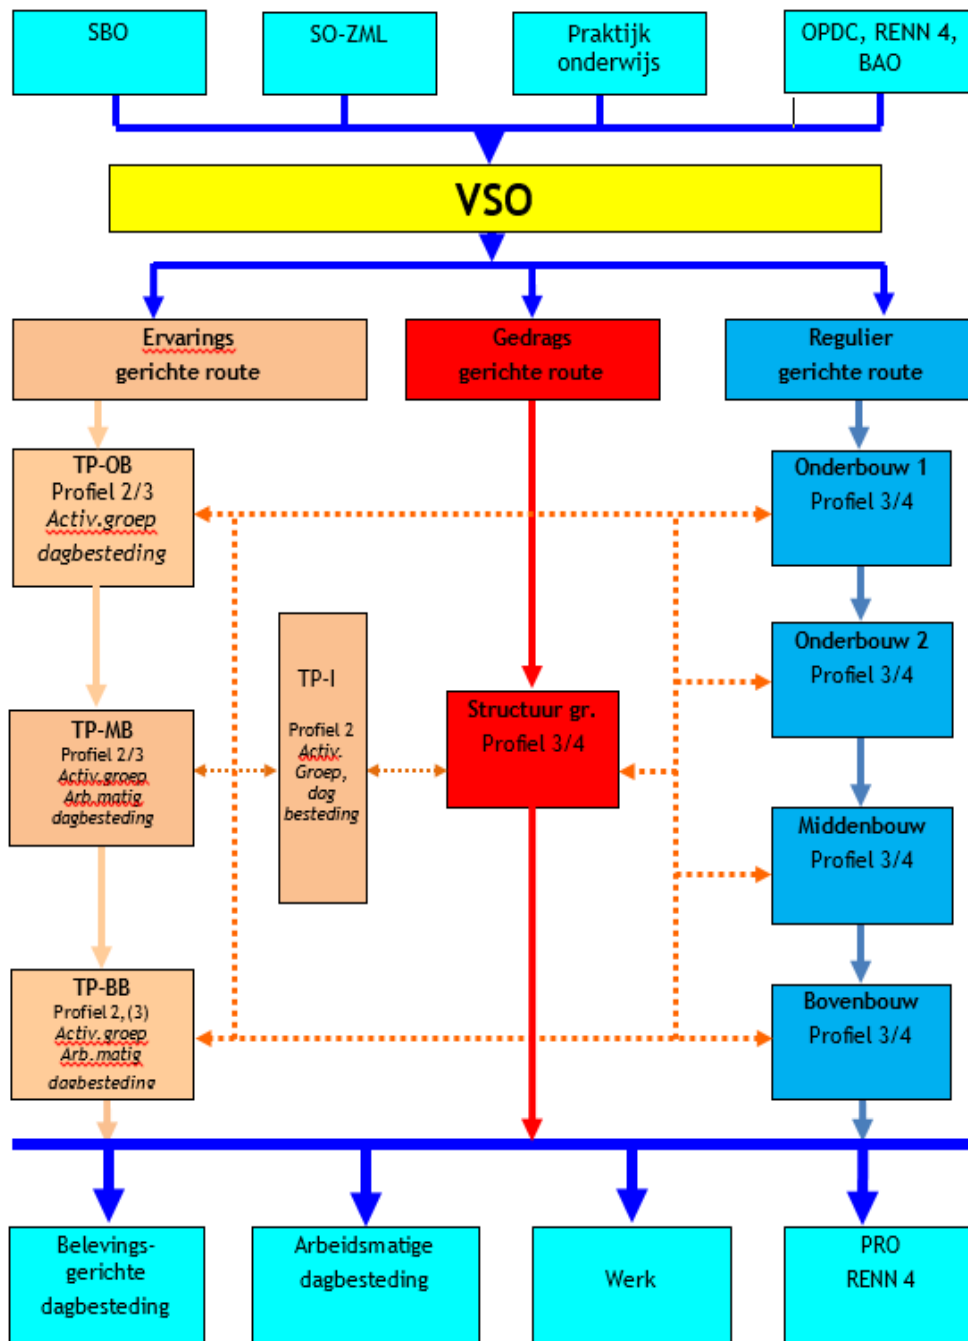 SBO
SO-ZML
Praktijk
onderwijs
OPDC, RENN 4,
BAO
VSO
Ervarings
gerichte route
Gedrags
gerichte route
Regulier
gerichte route
TP-OB
Profiel 2/3
Activ.groep
dagbesteding
Onderbouw 1
Profiel 3/4
TP-I
Profiel 2
Activ.
Groep,
dag
besteding
Onderbouw 2
Profiel 3/4
TP-MB
Profiel 2/3
Activ.groep
Arb.matig
dagbesteding
Structuur gr.
Profiel 3/4
Middenbouw
Profiel 3/4
TP-BB
Profiel 2,(3)
Activ.groep
Arb.matig
dagbesteding
Bovenbouw
Profiel 3/4
Belevings-
gerichte
dagbesteding
Arbeidsmatige
dagbesteding
Werk
PRO
RENN 4